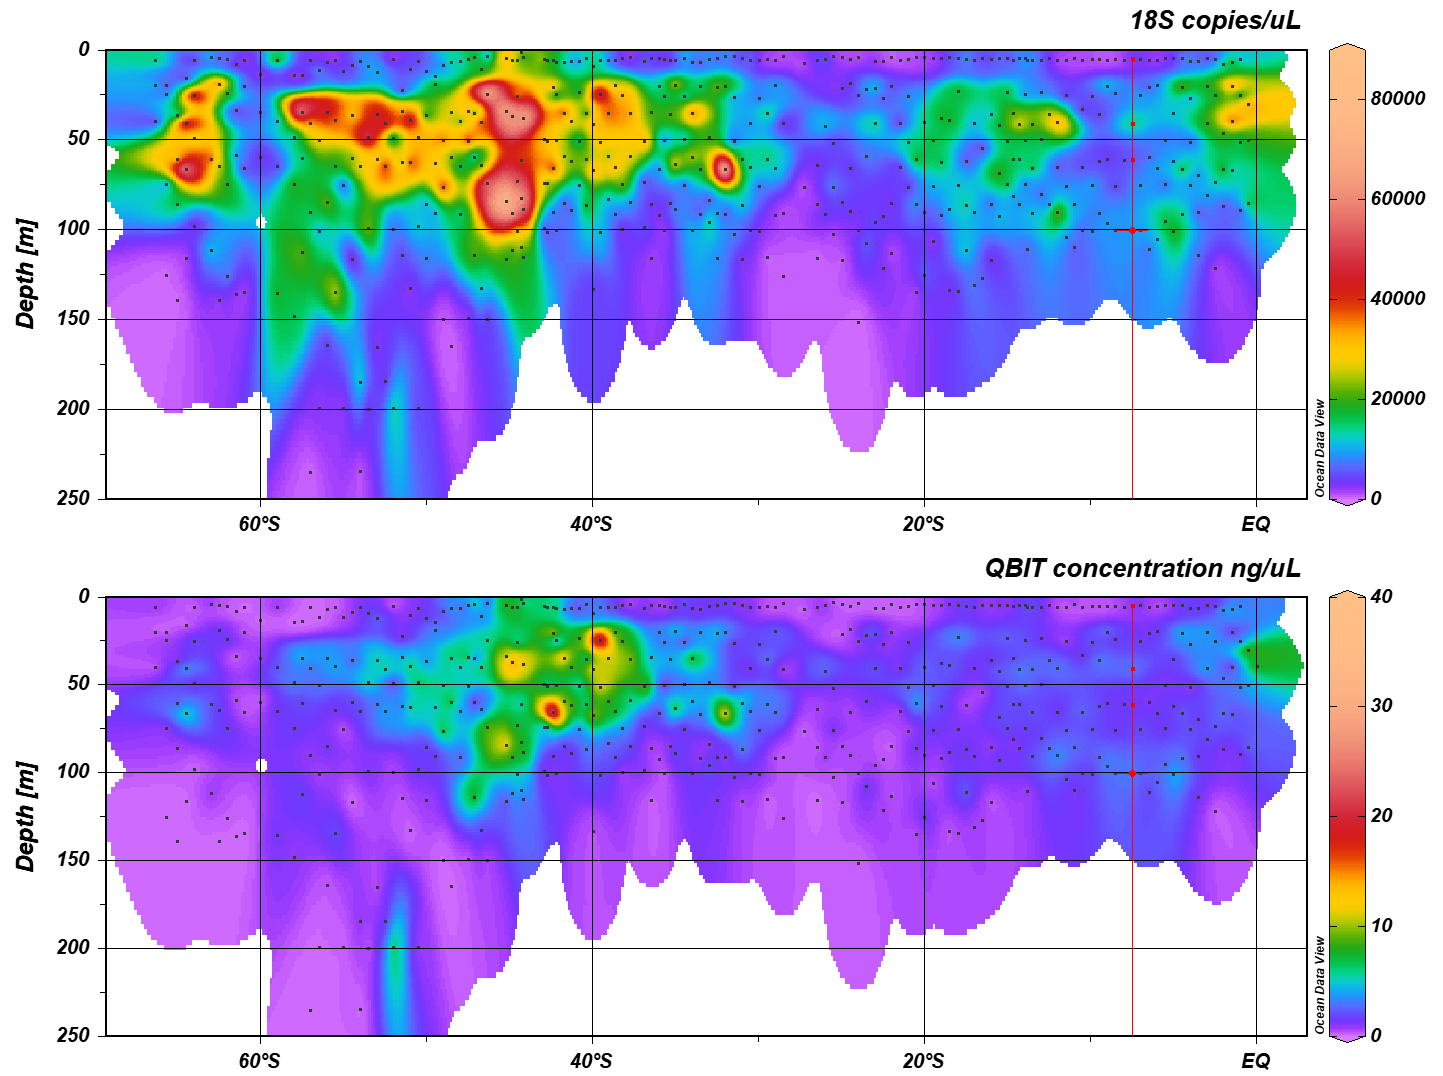 18S copies/uL
0
50
100
150
200
250
Depth [m]
60°S
40°S
20°S
EQ
Ocean Data View
80000
60000
40000
20000
0
QBIT concentration ng/uL
0
50
100
150
200
250
Depth [m]
60°S
40°S
20°S
EQ
Ocean Data View
40
30
20
10
0